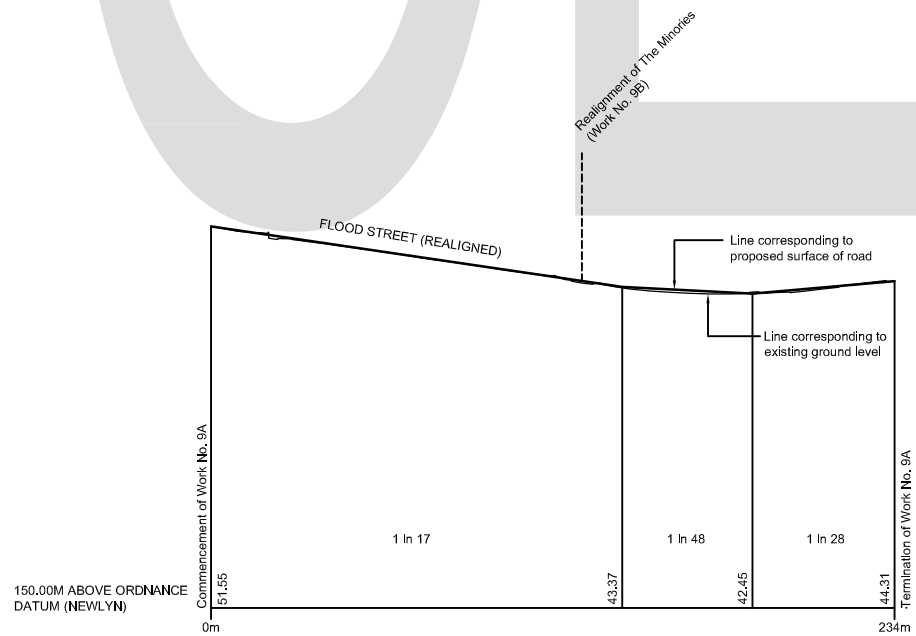 Realignment of The Minories
(Work No. 9B)
FLOOD STREET (REALIGNED)
Line corresponding to
proposed surface of road
Line corresponding to
existing ground level
Commencement of Work No. 9A
Termination of Work No. 9A
1 In 17
1 In 48
1 In 28
51.55
43.37
42.45
44.31
150.00M ABOVE ORDNANCE
DATUM (NEWLYN)
0m
234m